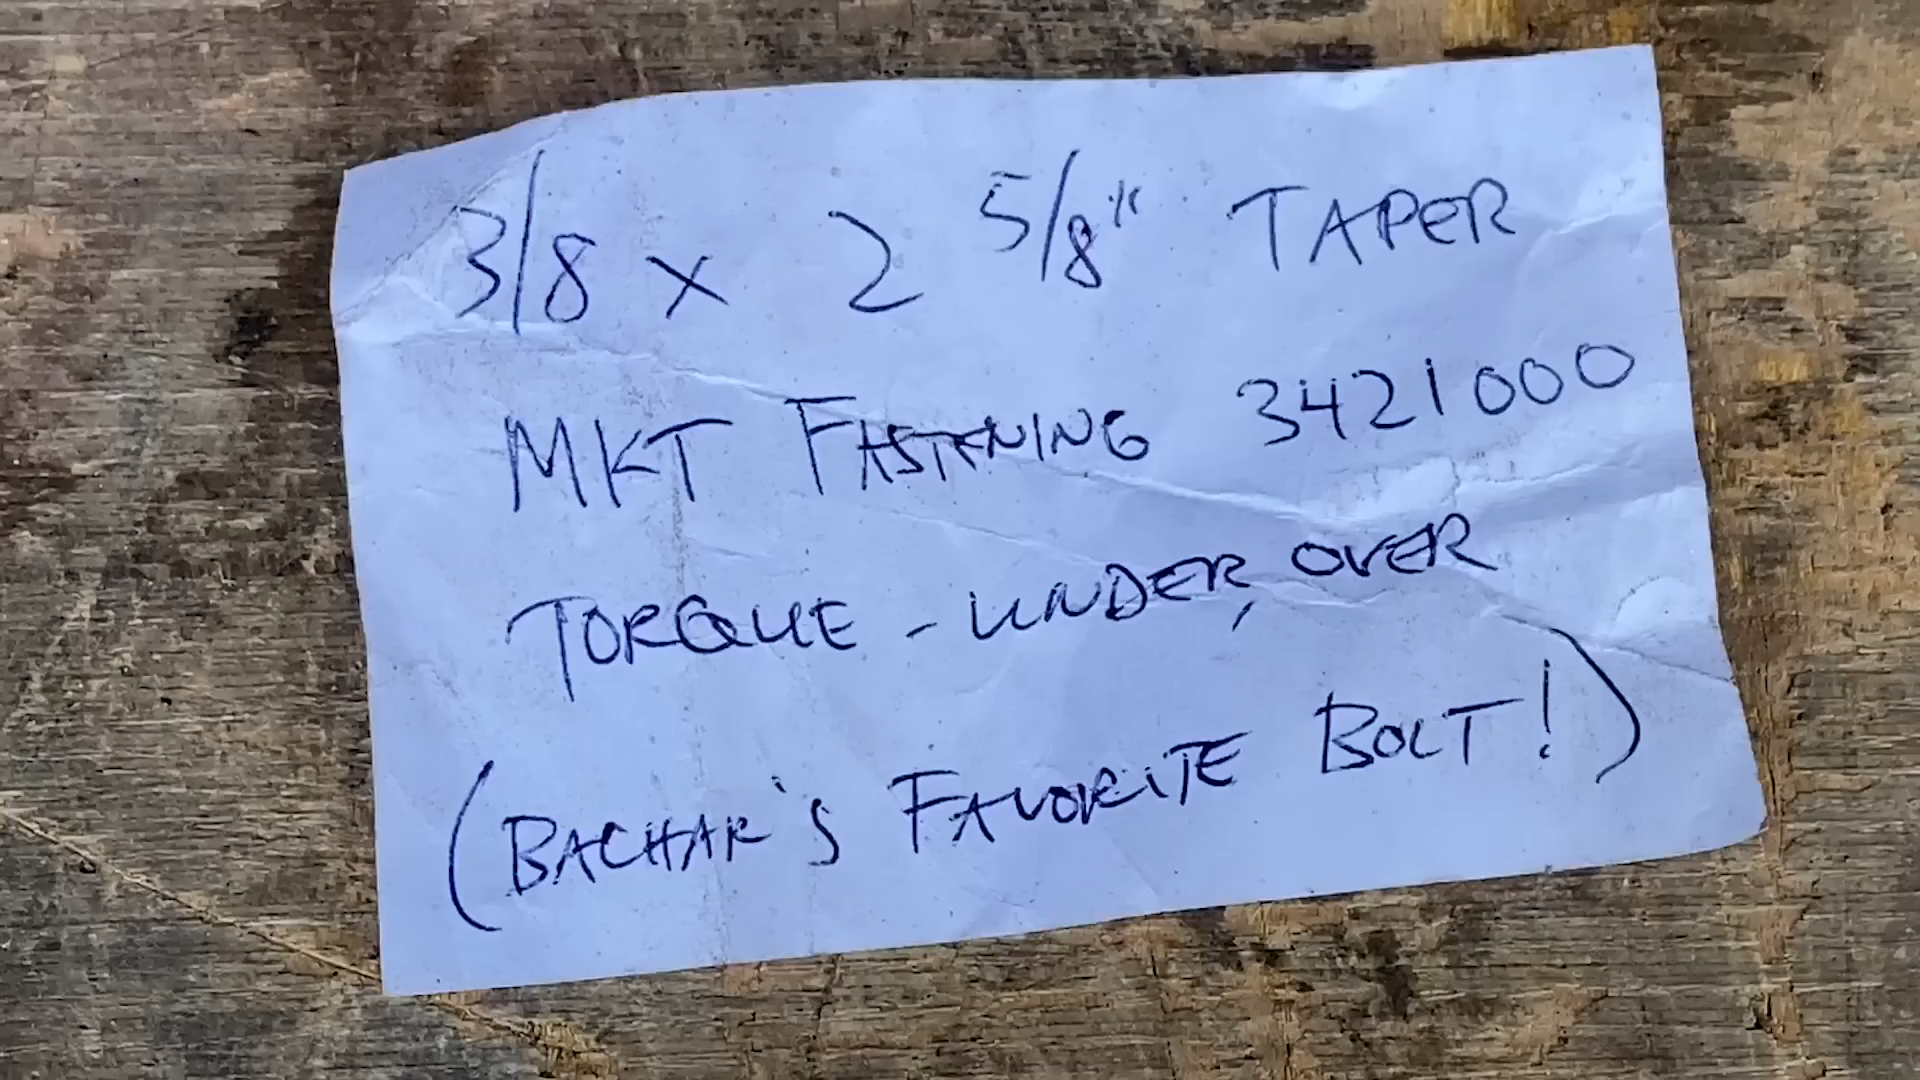 3/8 x 2 5/8" TAPER
MKT FASTENING 3421000
TORQUE - UNDER, OVER
(BACHAR'S FAVORITE BOLT!)